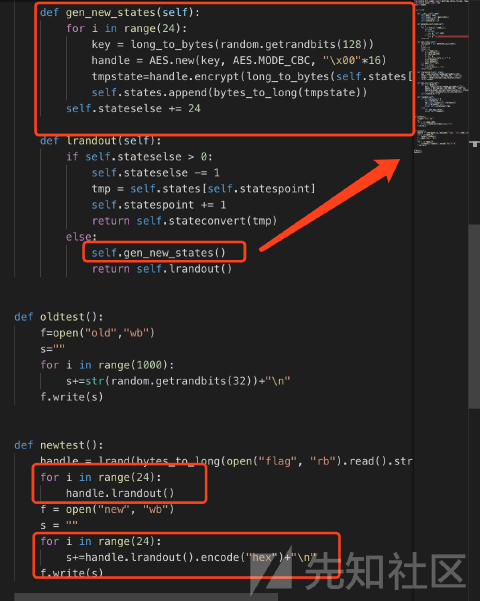 def gen_new_states(self):
    for i in range(24):
        key = long_to_bytes(random.getrandbits(128))
        handle = AES.new(key, AES.MODE_CBC, "\x00"*16)
        tmpstate=handle.encrypt(long_to_bytes(self.states[
        self.states.append(bytes_to_long(tmpstate))
    self.stateselse += 24
def lrandout(self):
    if self.stateselse > 0:
        self.stateselse -= 1
        tmp = self.states[self.statespoint]
        self.statespoint += 1
        return self.stateconvert(tmp)
    else:
        self.gen_new_states()
        return self.lrandout()
def oldtest():
    f=open("old","wb")
    s=""
    for i in range(1000):
        s+=str(random.getrandbits(32))+"\n"
    f.write(s)
def newtest():
    handle = lrand(bytes_to_long(open("flag", "rb").read().str
    for i in range(24):
        handle.lrandout()
    f = open("new", "wb")
    s = ""
    for i in range(24):
        s+=handle.lrandout().encode("hex")+"\n"
    f.write(s)
先知社区